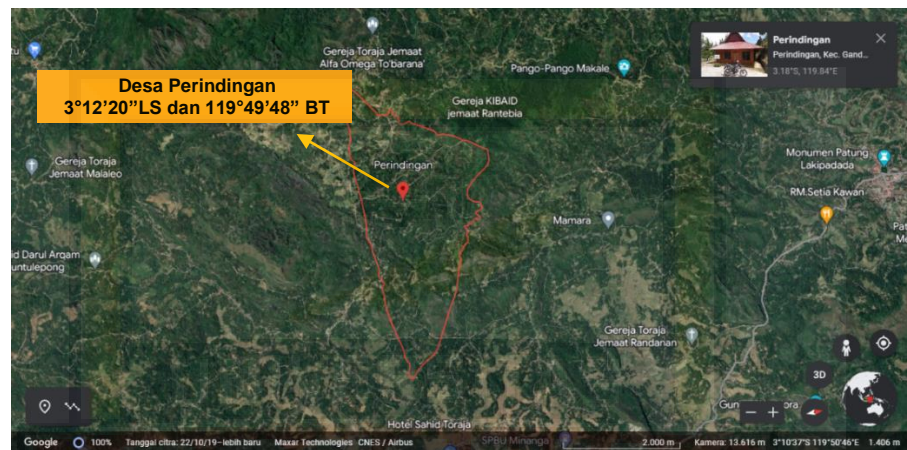 Gereja Toraja Jemaat
Alfa Omega To'barana'
Pango-Pango Makale
Perindingan
Perindingan, Kec. Gand...
3.18°S, 119.84°E
Desa Perindingan
3°12'20”LS dan 119°49'48” BT
Gereja KIBAID
jemaat Rantebia
Gereja Toraja
Jemaat Malaleo
Perindingan
Monumen Patung
Lakipadada
RM.Setia Kawan
Mamara
id Darul Arqam
untulepong
Gereja Toraja
Jemaat Randanan
3D
Gun
Hotel Sahid Toraja
SPBU Minanga
Google
100%
Tanggal citra: 22/10/19–lebih baru
Maxar Technologies CNES / Airbus
2.000 m
Kamera: 13.616 m
3°10'37"S 119°50'46"E
1.406 m